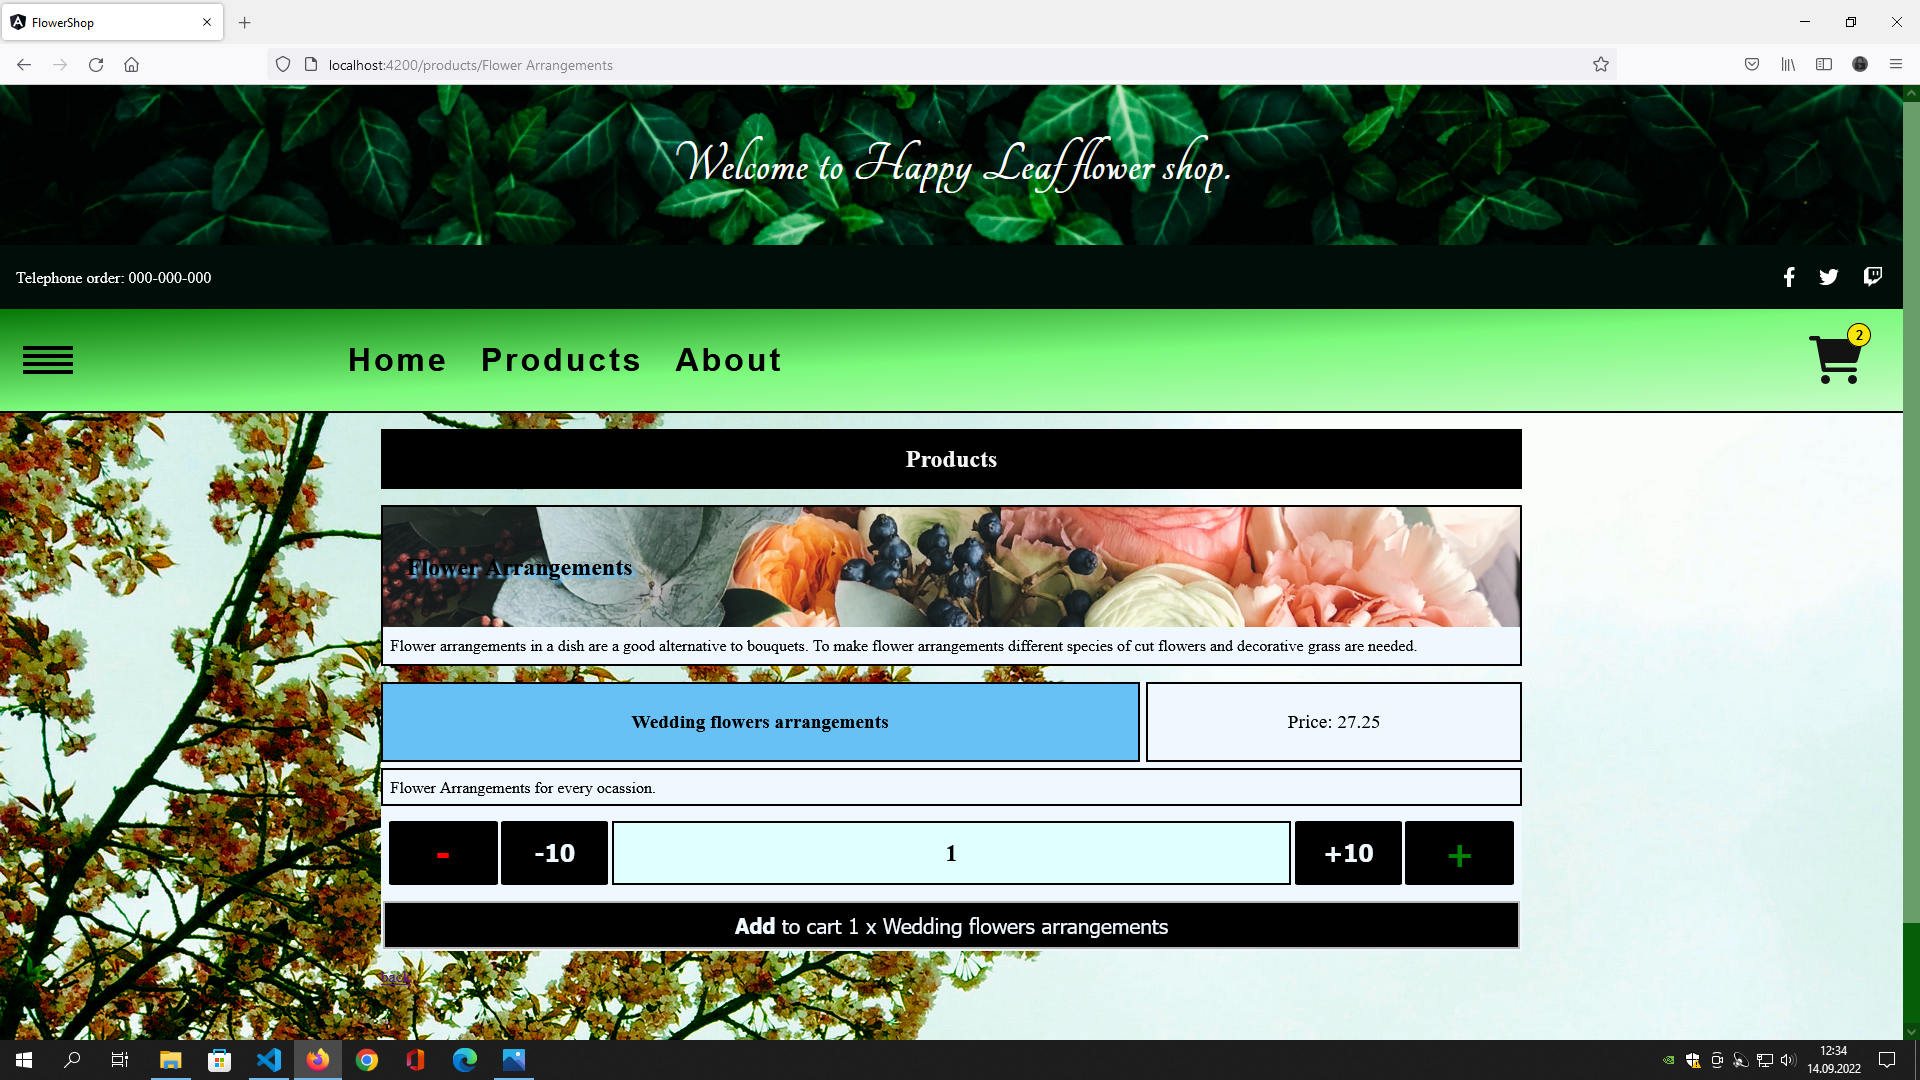 FlowerShop
localhost:4200/products/Flower Arrangements
Welcome to Happy Leaf flower shop.
Telephone order: 000-000-000
Home Products About
2
Products
Flower Arrangements
Flower arrangements in a dish are a good alternative to bouquets. To make flower arrangements different species of cut flowers and decorative grass are needed.
Wedding flowers arrangements
Price: 27.25
Flower Arrangements for every ocassion.
- -10 1 +10 +
Add to cart 1 x Wedding flowers arrangements
back
12:34
14.09.2022